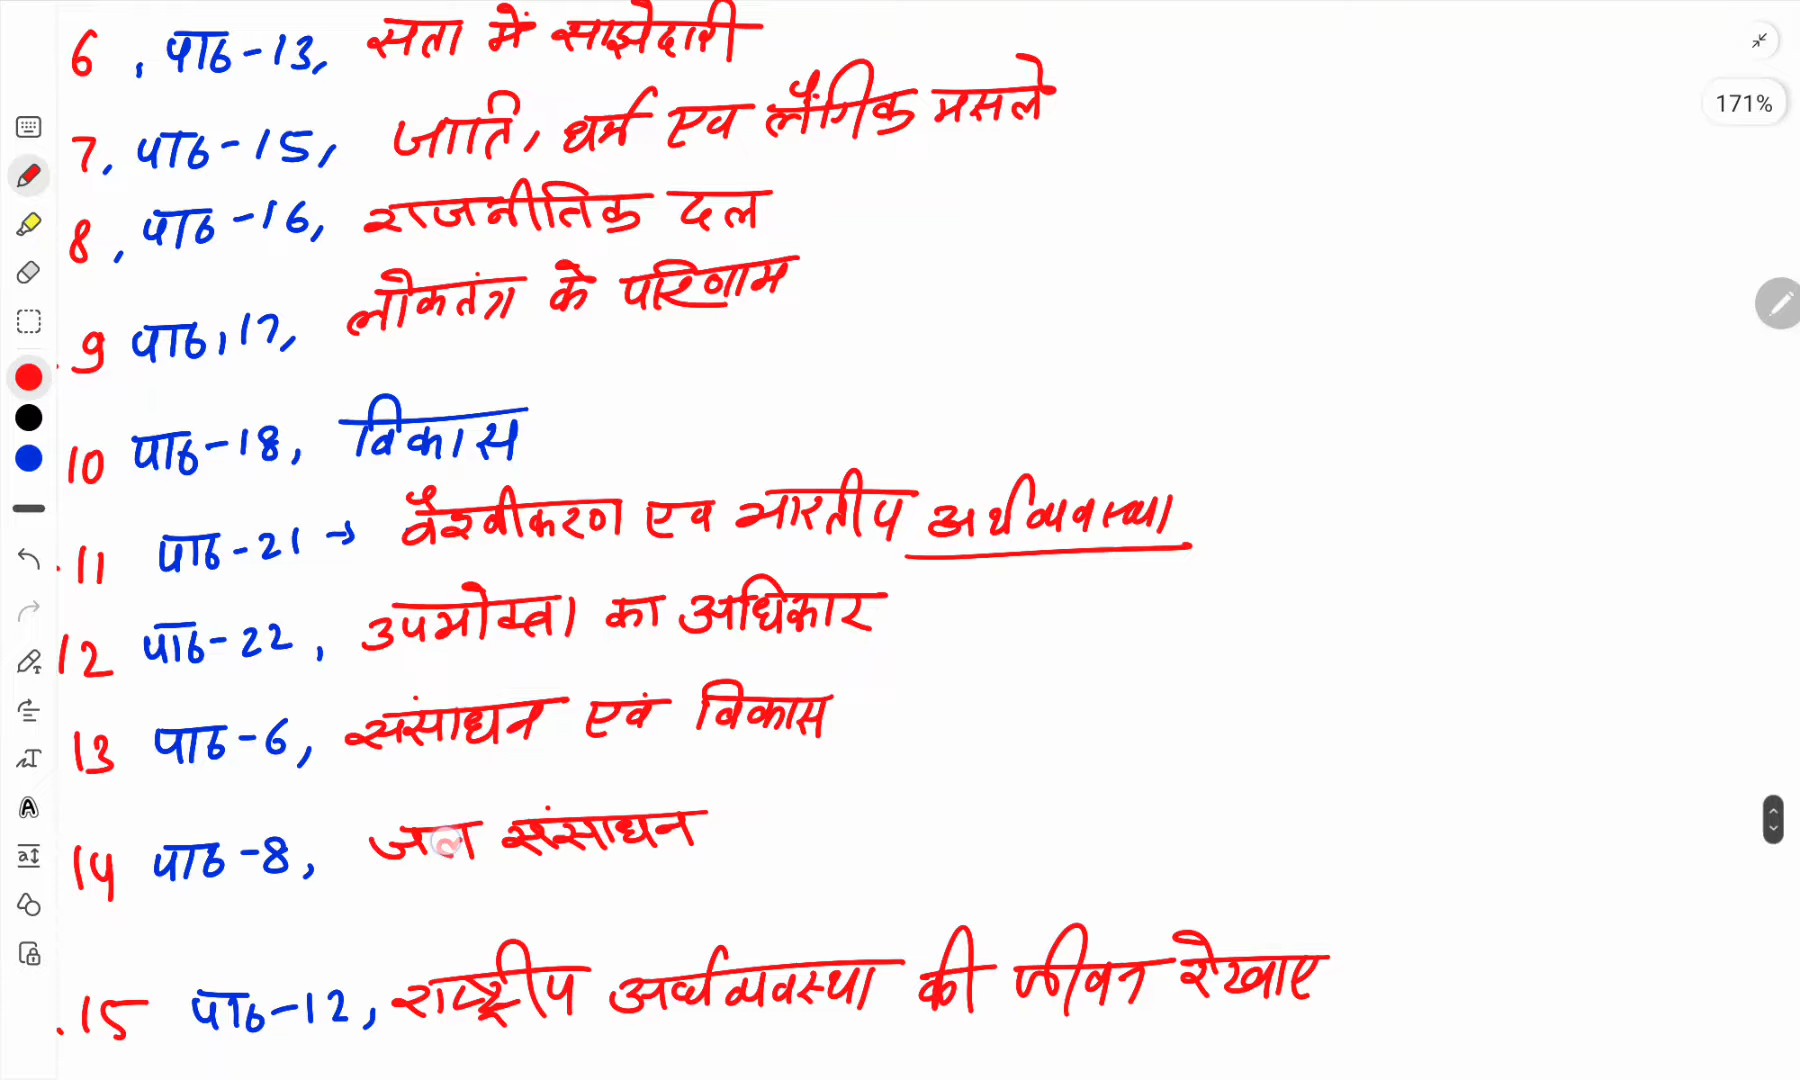 171%
6 , पाठ-13, सता में साझेदारी
7, पाठ-15, जाति, धर्म एव लैंगिक मसले
8, पाठ-16, राजनीतिक दल
.9 पाठ,17, लोकतंत्र के परिणाम
10 पाठ-18, विकास
.11 पाठ-21→ वैश्वीकरण एव भारतीय अर्थव्यवस्था
12 पाठ-22, उपभोक्ता का अधिकार
13 पाठ-6, संसाधन एवं विकास
14 पाठ-8, जल संसाधन
.15 पाठ-12, राष्ट्रीय अर्थव्यवस्था की जीवन रेखाए